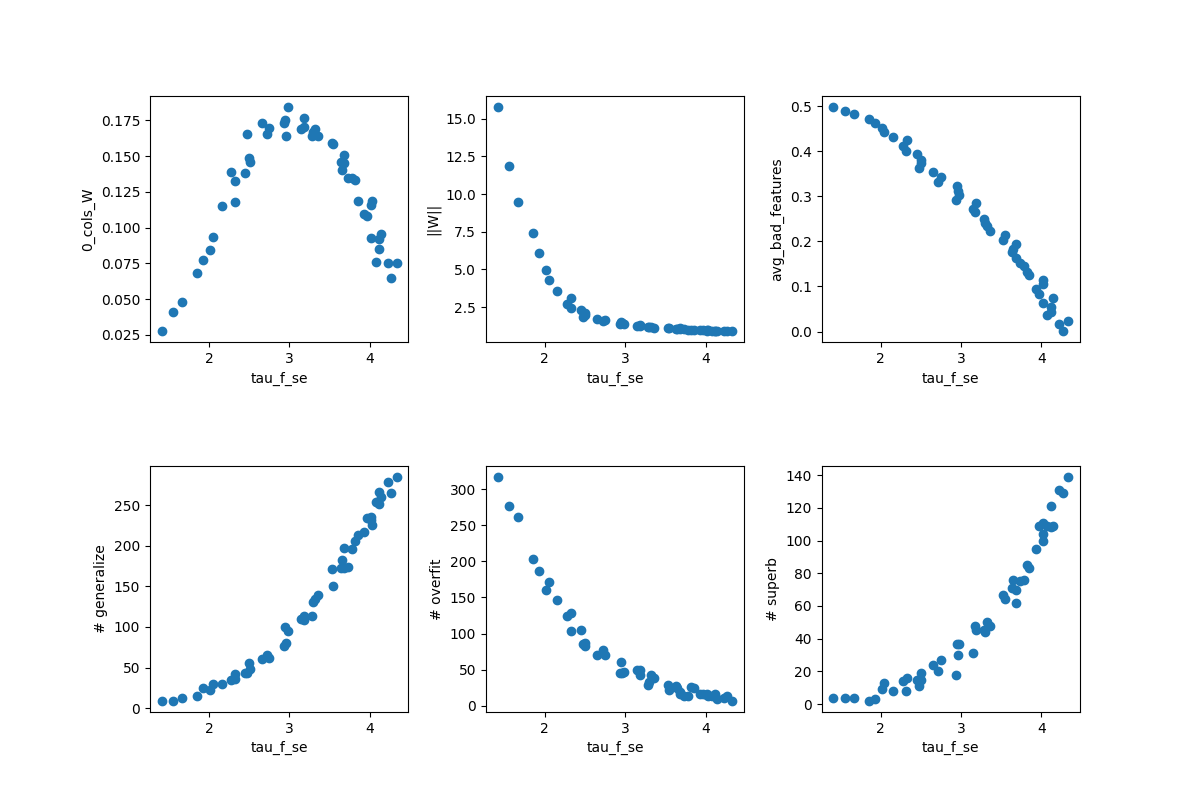 0_cols_W
0.175
0.150
0.125
0.100
0.075
0.050
0.025
2 3 4
tau_f_se
||W||
15.0
12.5
10.0
7.5
5.0
2.5
2 3 4
tau_f_se
avg_bad_features
0.5
0.4
0.3
0.2
0.1
0.0
2 3 4
tau_f_se
# generalize
250
200
150
100
50
0
2 3 4
tau_f_se
# overfit
300
250
200
150
100
50
0
2 3 4
tau_f_se
# superb
140
120
100
80
60
40
20
0
2 3 4
tau_f_se